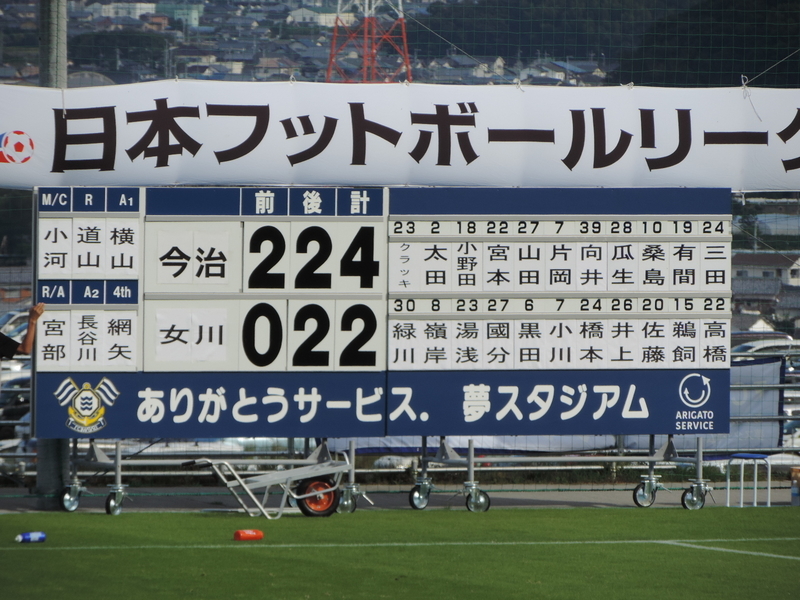 日本フットボールリーグ
M/C R A1 前 後 計
23 2 18 22 27 7 39 28 10 19 24
小河 道山 横山 今治 2 2 4 クラッキ 太田 小野田 宮本 山田 片岡 向井 瓜生 桑島 有間 三田
R/A A2 4th
30 8 23 27 6 7 24 26 20 15 22
宮部 長谷川 網矢 女川 0 2 2 緑川 嶺岸 湯浅 國分 黒田 小川 橋本 井上 佐藤 鵜飼 高橋
ありがとうサービス. 夢スタジアム
ARIGATO
SERVICE